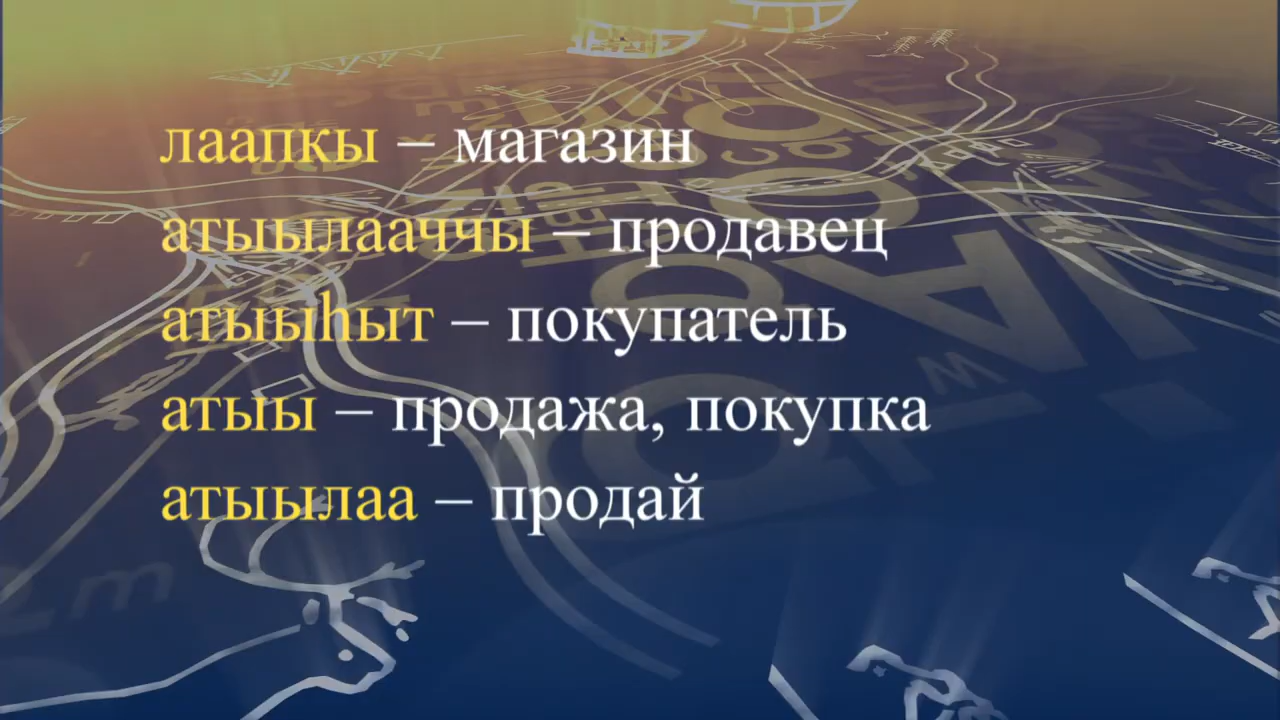 лаапкы – магазин
атыылааччы – продавец
атыыһыт – покупатель
атыы – продажа, покупка
атыылаа – продай